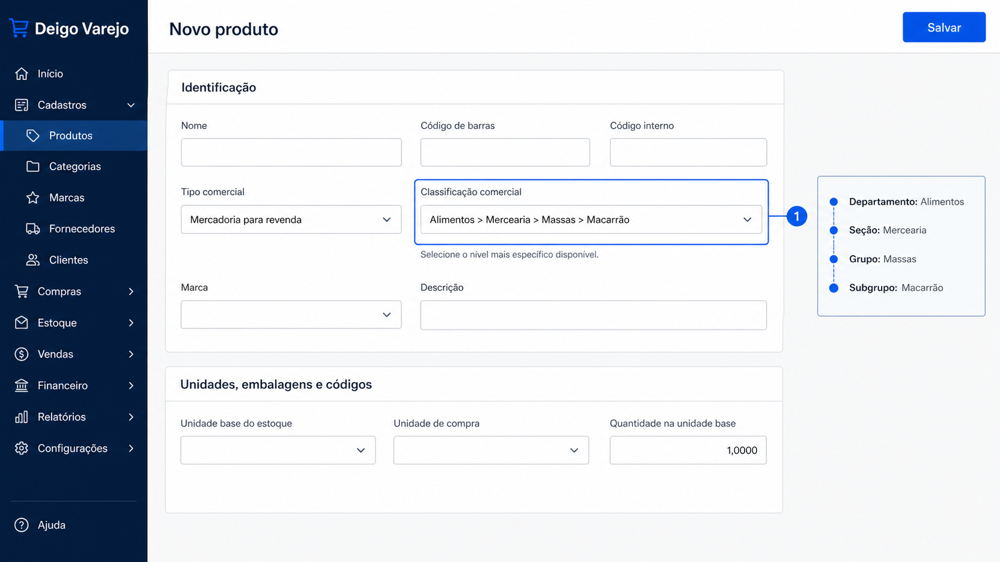 Deigo Varejo
Início
Cadastros
Produtos
Categorias
Marcas
Fornecedores
Clientes
Compras
Estoque
Vendas
Financeiro
Relatórios
Configurações
Ajuda
Novo produto
Salvar
Identificação
Nome
Código de barras
Código interno
Tipo comercial
Mercadoria para revenda
Classificação comercial
Alimentos > Mercearia > Massas > Macarrão
Selecione o nível mais específico disponível.
1
Departamento: Alimentos
Seção: Mercearia
Grupo: Massas
Subgrupo: Macarrão
Marca
Descrição
Unidades, embalagens e códigos
Unidade base do estoque
Unidade de compra
Quantidade na unidade base
1,0000